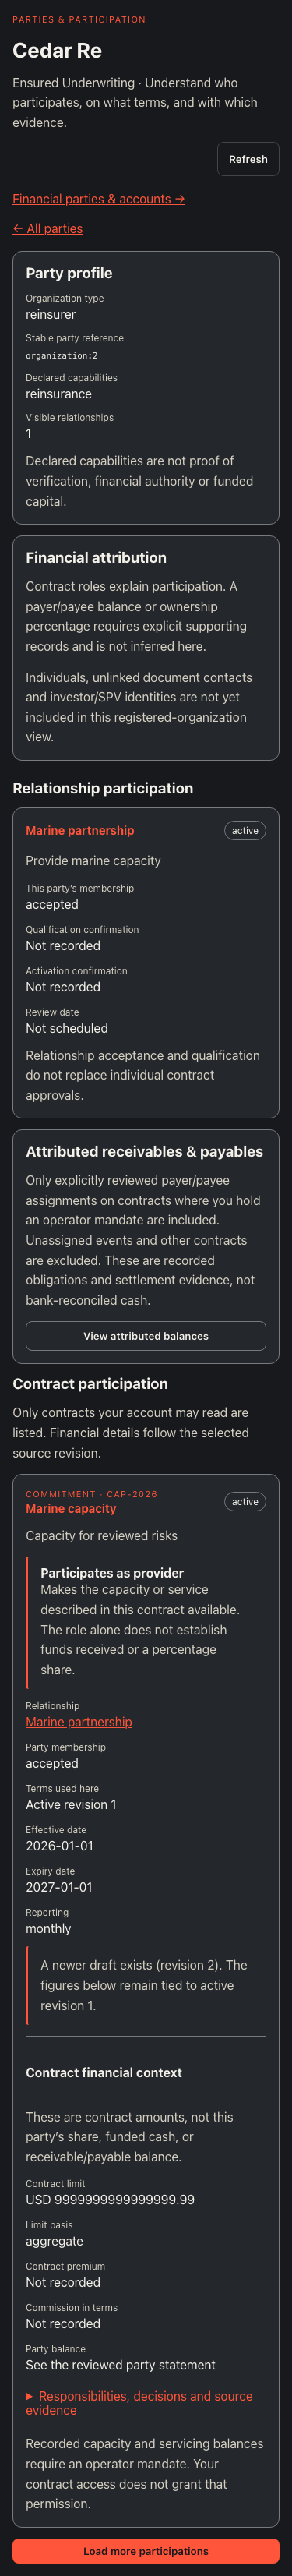 PARTIES & PARTICIPATION
Cedar Re
Ensured Underwriting · Understand who
participates, on what terms, and with which
evidence.
Refresh
Financial parties & accounts →
← All parties
Party profile
Organization type
reinsurer
Stable party reference
organization:2
Declared capabilities
reinsurance
Visible relationships
1
Declared capabilities are not proof of
verification, financial authority or funded
capital.
Financial attribution
Contract roles explain participation. A
payer/payee balance or ownership
percentage requires explicit supporting
records and is not inferred here.
Individuals, unlinked document contacts
and investor/SPV identities are not yet
included in this registered-organization
view.
Relationship participation
Marine partnership
active
Provide marine capacity
This party's membership
accepted
Qualification confirmation
Not recorded
Activation confirmation
Not recorded
Review date
Not scheduled
Relationship acceptance and qualification
do not replace individual contract
approvals.
Attributed receivables & payables
Only explicitly reviewed payer/payee
assignments on contracts where you hold
an operator mandate are included.
Unassigned events and other contracts
are excluded. These are recorded
obligations and settlement evidence, not
bank-reconciled cash.
View attributed balances
Contract participation
Only contracts your account may read are
listed. Financial details follow the selected
source revision.
COMMITMENT · CAP-2026
Marine capacity
active
Capacity for reviewed risks
Participates as provider
Makes the capacity or service
described in this contract available.
The role alone does not establish
funds received or a percentage
share.
Relationship
Marine partnership
Party membership
accepted
Terms used here
Active revision 1
Effective date
2026-01-01
Expiry date
2027-01-01
Reporting
monthly
A newer draft exists (revision 2). The
figures below remain tied to active
revision 1.
Contract financial context
These are contract amounts, not this
party's share, funded cash, or
receivable/payable balance.
Contract limit
USD 9999999999999999.99
Limit basis
aggregate
Contract premium
Not recorded
Commission in terms
Not recorded
Party balance
See the reviewed party statement
▶ Responsibilities, decisions and source
evidence
Recorded capacity and servicing balances
require an operator mandate. Your
contract access does not grant that
permission.
Load more participations